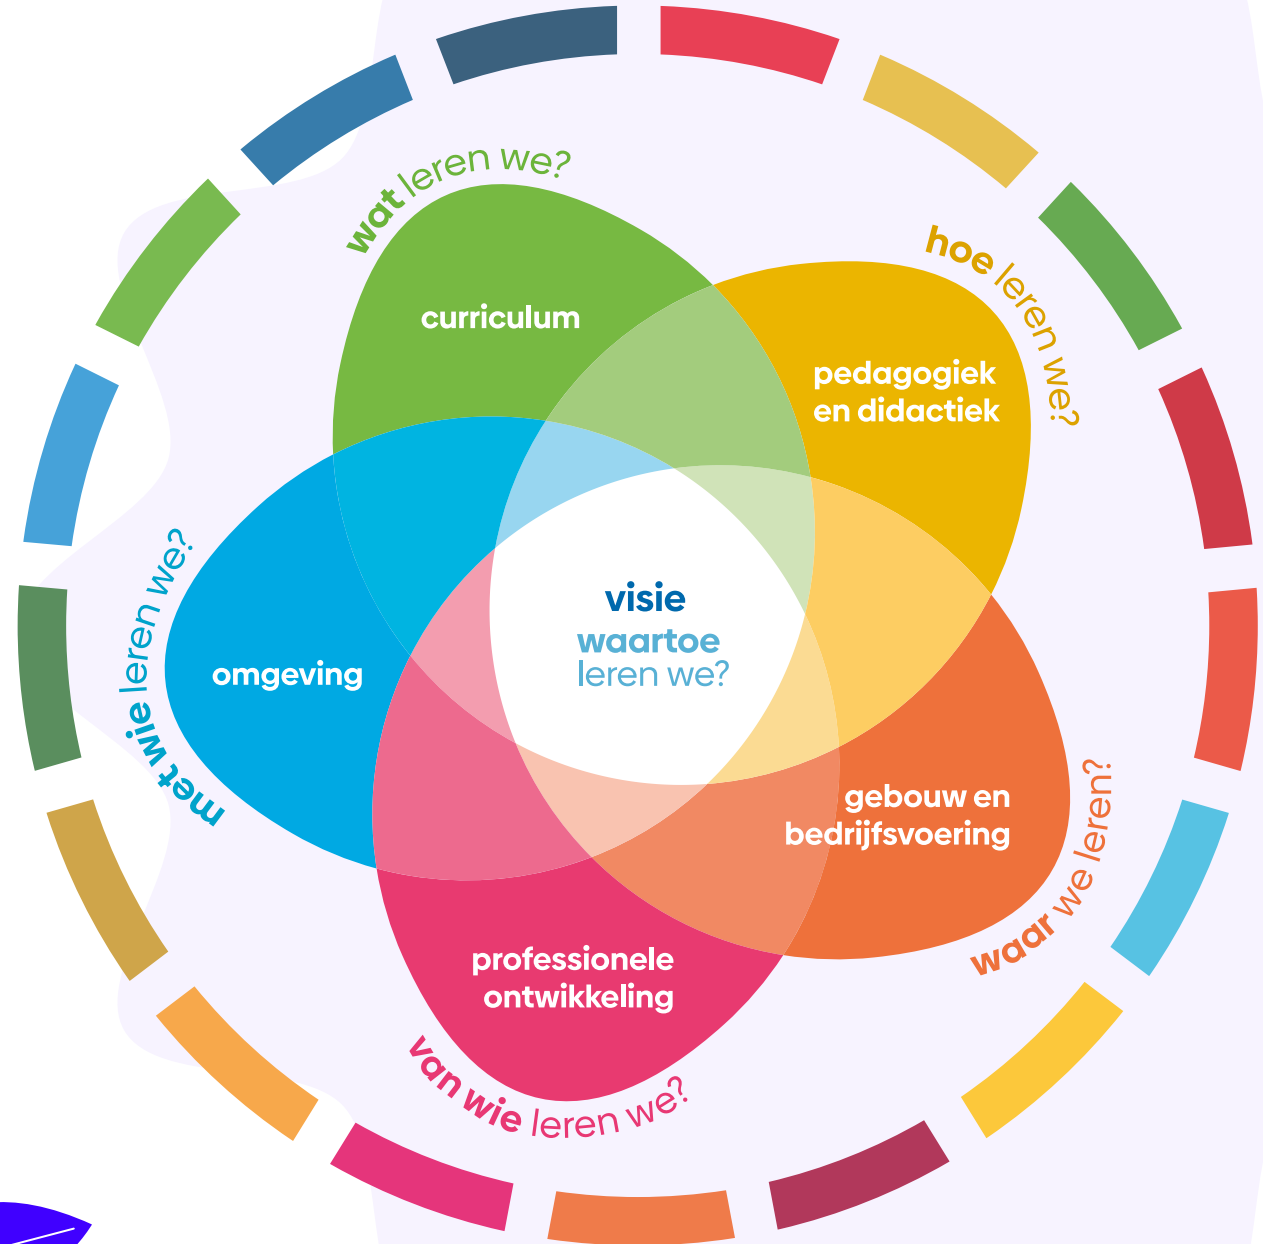 wat leren we?
curriculum
hoe leren we?
pedagogiek
en didactiek
visie
waartoe
leren we?
met wie leren we?
omgeving
gebouw en
bedrijfsvoering
waar we leren?
professionele
ontwikkeling
van wie leren we?